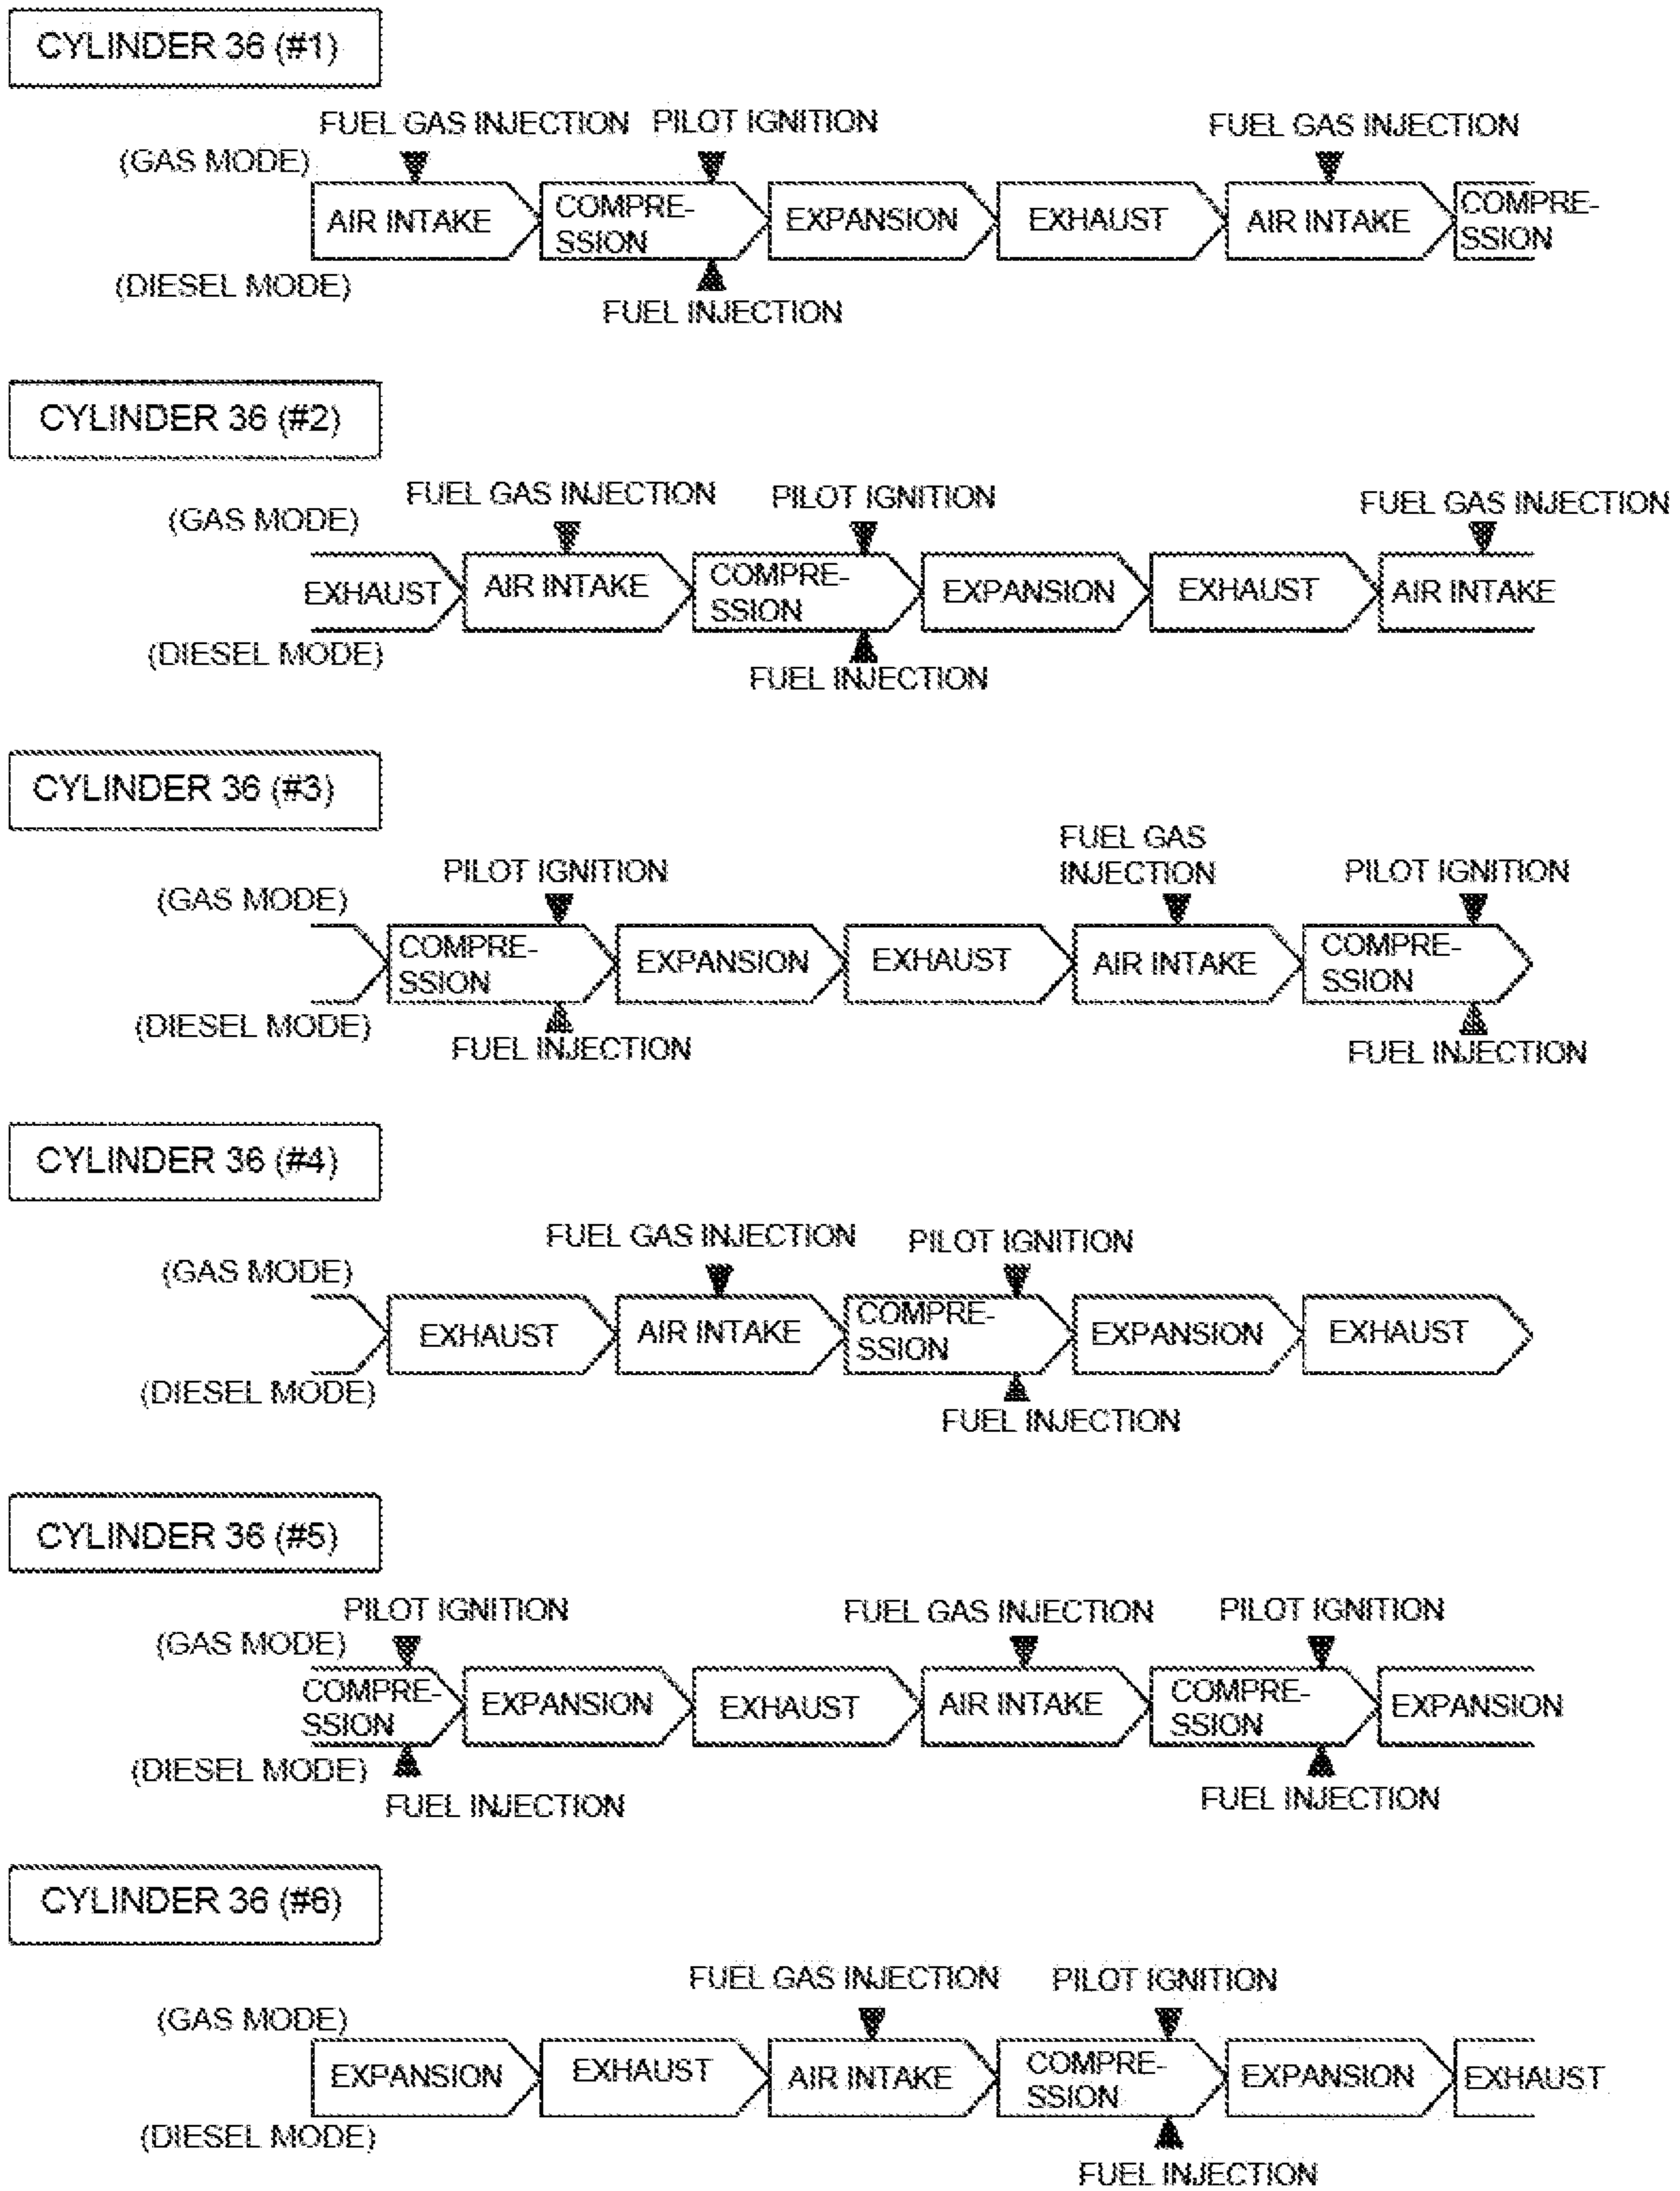 CYLINDER 36 (#1)
FUEL GAS INJECTION PILOT IGNITION FUEL GAS INJECTION
(GAS MODE)
AIR INTAKE COMPRE- EXPANSION EXHAUST AIR INTAKE COMPRE-
SSION SSION
(DIESEL MODE)
FUEL INJECTION
CYLINDER 36 (#2)
FUEL GAS INJECTION PILOT IGNITION FUEL GAS INJECTION
(GAS MODE)
EXHAUST AIR INTAKE COMPRE- EXPANSION EXHAUST AIR INTAKE
SSION
(DIESEL MODE)
FUEL INJECTION
CYLINDER 36 (#3)
FUEL GAS
PILOT IGNITION INJECTION PILOT IGNITION
(GAS MODE)
COMPRE- EXPANSION EXHAUST AIR INTAKE COMPRE-
SSION SSION
(DIESEL MODE)
FUEL INJECTION FUEL INJECTION
CYLINDER 36 (#4)
FUEL GAS INJECTION PILOT IGNITION
(GAS MODE)
EXHAUST AIR INTAKE COMPRE- EXPANSION EXHAUST
SSION
(DIESEL MODE)
FUEL INJECTION
CYLINDER 36 (#5)
PILOT IGNITION FUEL GAS INJECTION PILOT IGNITION
(GAS MODE)
COMPRE- EXPANSION EXHAUST AIR INTAKE COMPRE- EXPANSION
SSION SSION
(DIESEL MODE)
FUEL INJECTION FUEL INJECTION
CYLINDER 36 (#6)
FUEL GAS INJECTION PILOT IGNITION
(GAS MODE)
EXPANSION EXHAUST AIR INTAKE COMPRE- EXPANSION EXHAUST
SSION
(DIESEL MODE)
FUEL INJECTION